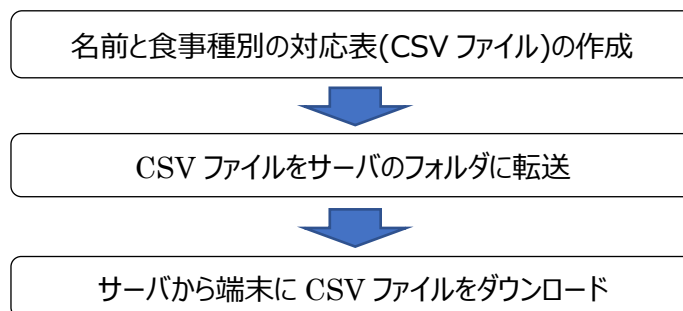 名前と食事種別の対応表(CSV ファイル)の作成
CSV ファイルをサーバのフォルダに転送
サーバから端末に CSV ファイルをダウンロード